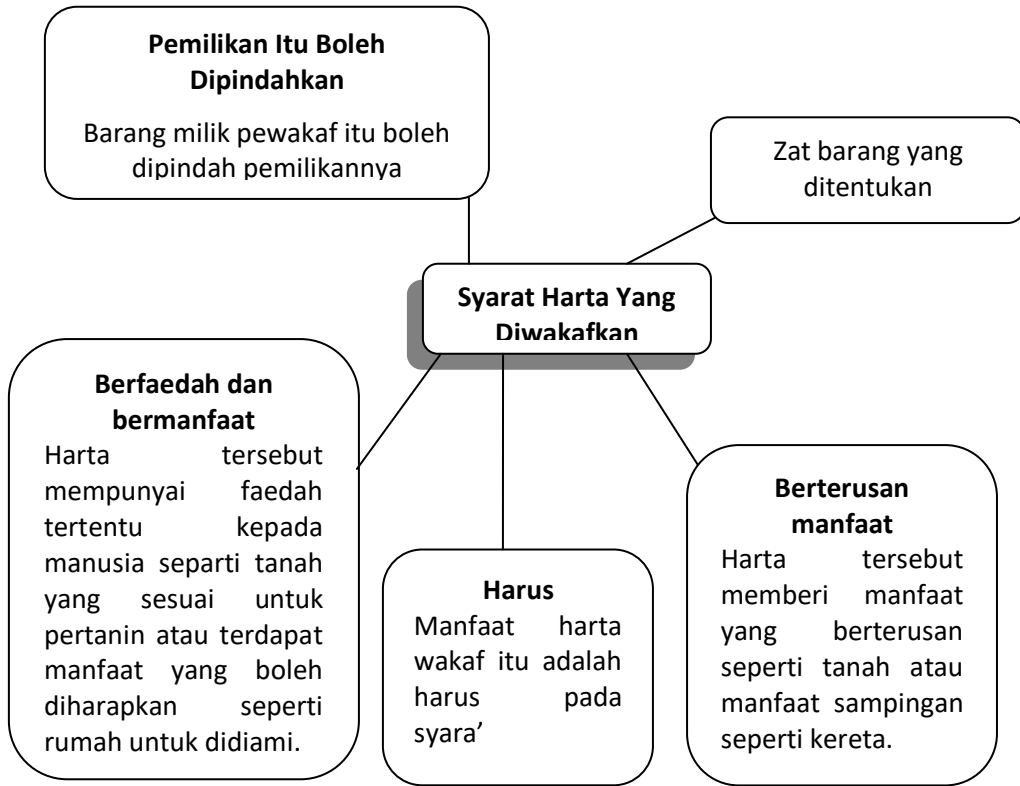 Pemilikan Itu Boleh
Dipindahkan
Barang milik pewakaf itu boleh
dipindah pemilikannya
Zat barang yang
ditentukan
Syarat Harta Yang
Diwakafkan
Berfaedah dan
bermanfaat
Harta tersebut
mempunyai faedah
tertentu kepada
manusia separti tanah
yang sesuai untuk
pertanin atau terdapat
manfaat yang boleh
diharapkan seperti
rumah untuk didiami.
Harus
Manfaat harta
wakaf itu adalah
harus pada
syara’
Berterusan
manfaat
Harta tersebut
memberi manfaat
yang berterusan
seperti tanah atau
manfaat sampingan
seperti kereta.